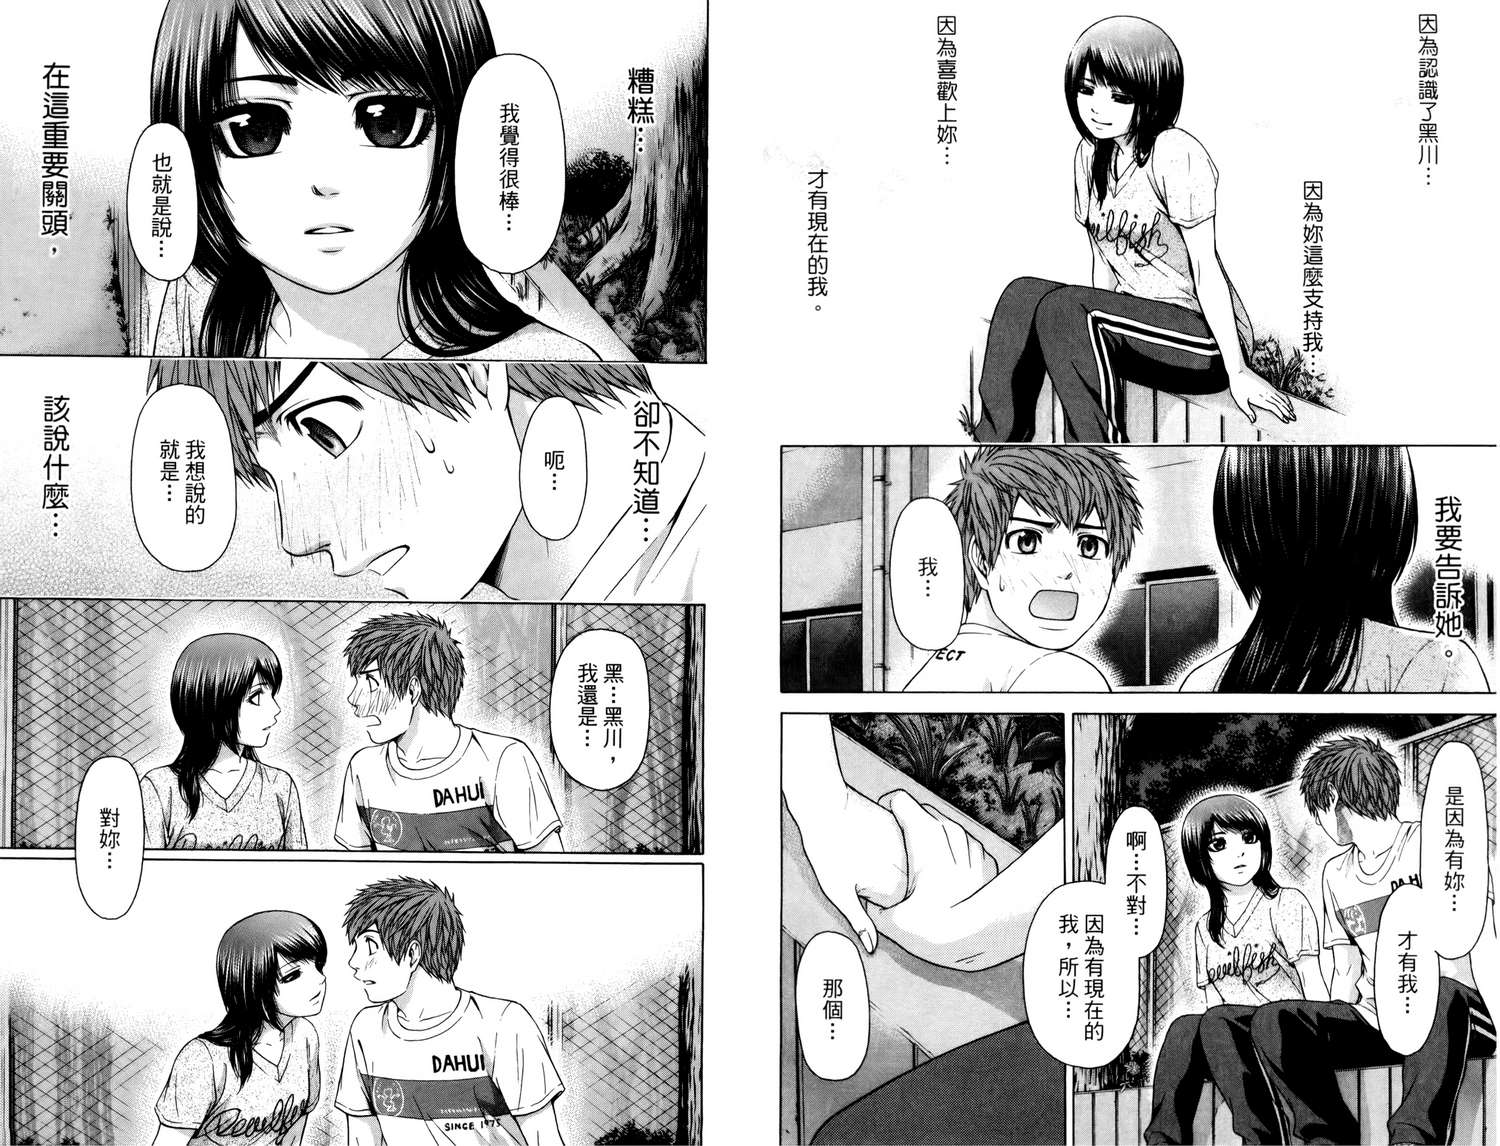 因為認識了黑川…
因為妳這麼支持我…
因為喜歡上妳…
才有現在的我。
我要告訴她。
我…
ECT
是因為有妳…
才有我…
DAHU
Devilfish
啊…不對…
因為有現在的
我，所以…
那個…
糟糕…
我覺得很棒…
也就是說…
在這重要關頭，
卻不知道…
呃…
我想說的
就是…
該說什麼…
黑…黑川，
我還是…
DAHUI
對妳…
DAHUI
SINCE 1975